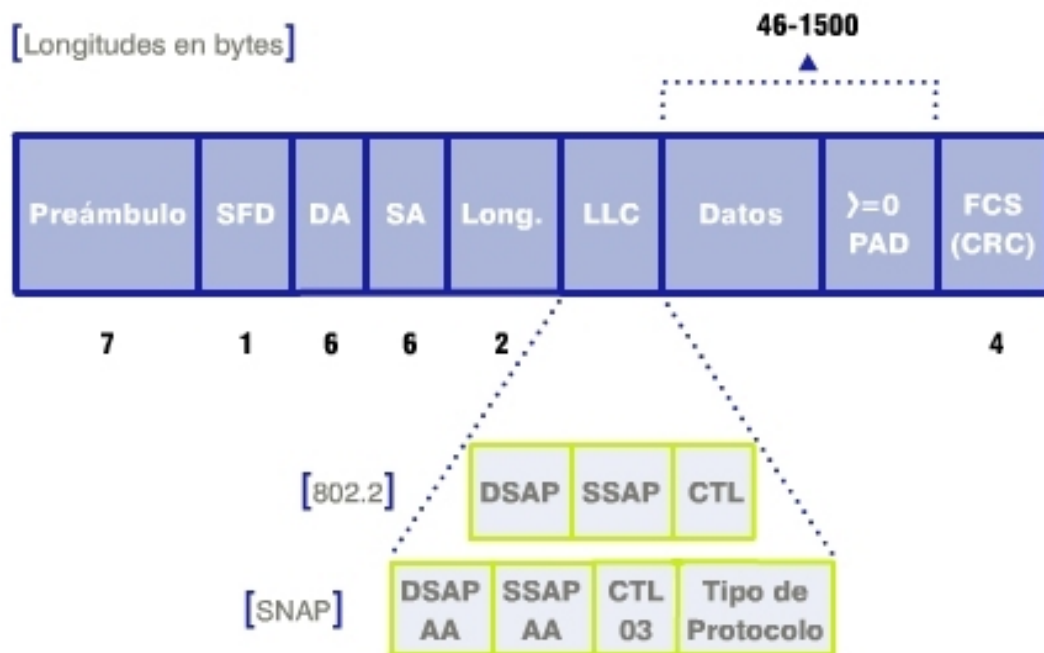 [Longitudes en bytes]
46-1500
Preámbulo
SFD
DA
SA
Long.
LLC
Datos
>=0
PAD
FCS
(CRC)
7
1
6
6
2
4
[802.2]
DSAP
SSAP
CTL
[SNAP]
DSAP
AA
SSAP
AA
CTL
03
Tipo de
Protocolo